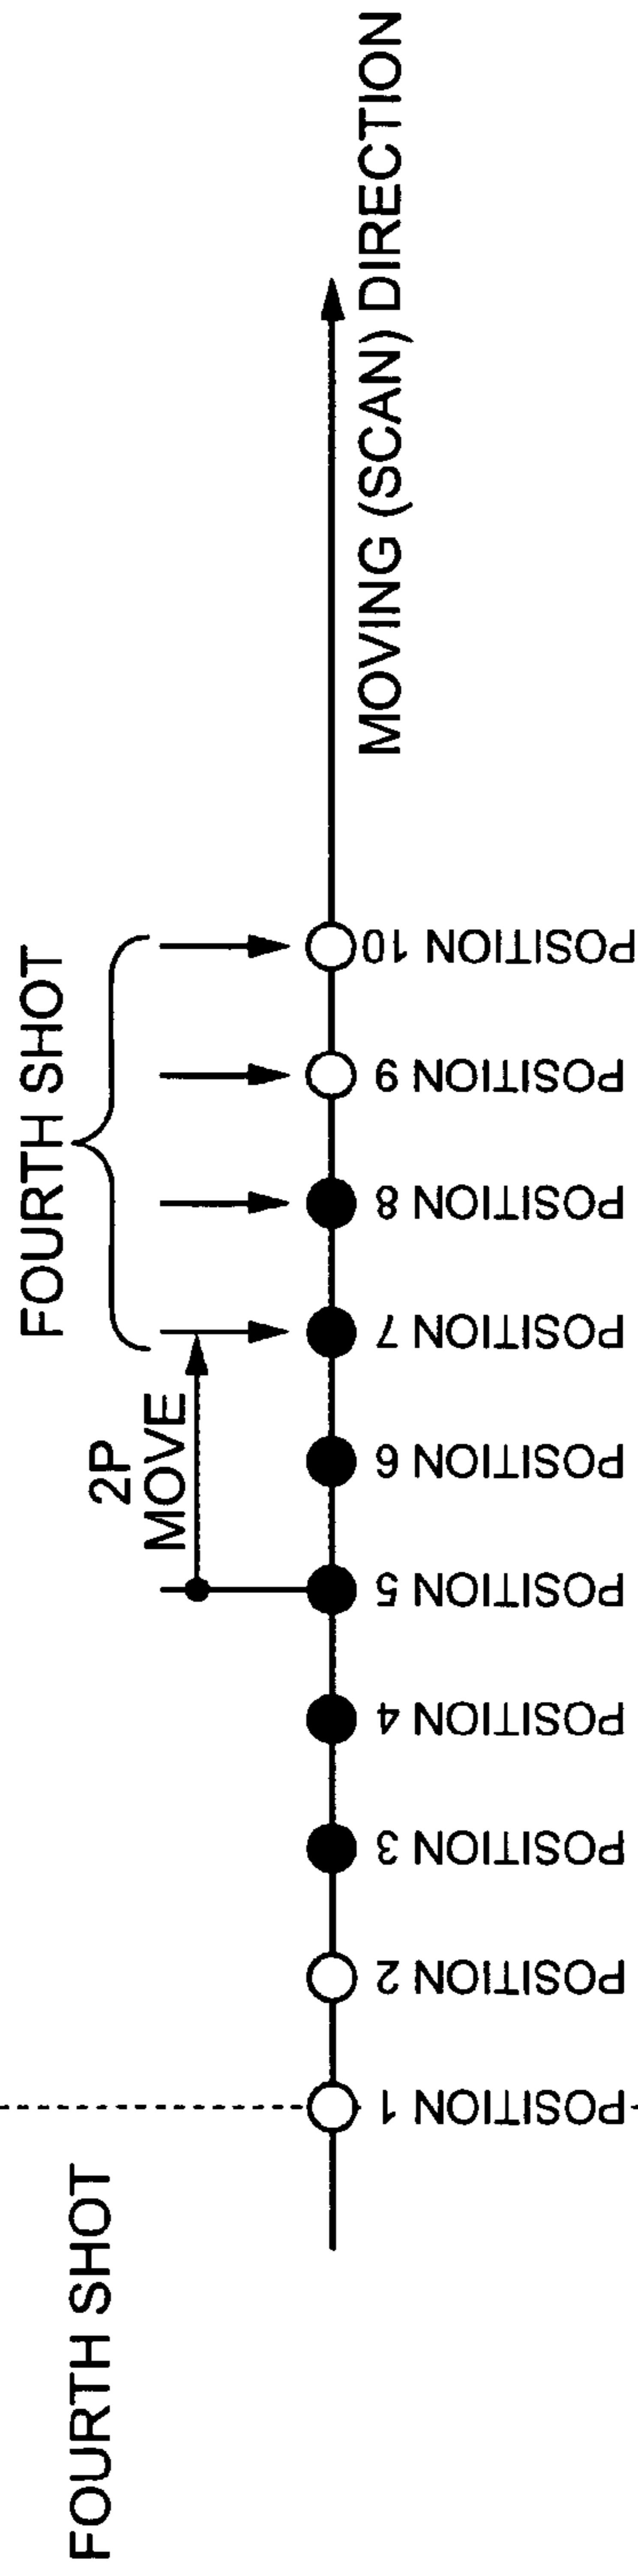 FOURTH SHOT
FOURTH SHOT
2P
MOVE
POSITION 1
POSITION 2
POSITION 3
POSITION 4
POSITION 5
POSITION 6
POSITION 7
POSITION 8
POSITION 9
POSITION 10
MOVING (SCAN) DIRECTION